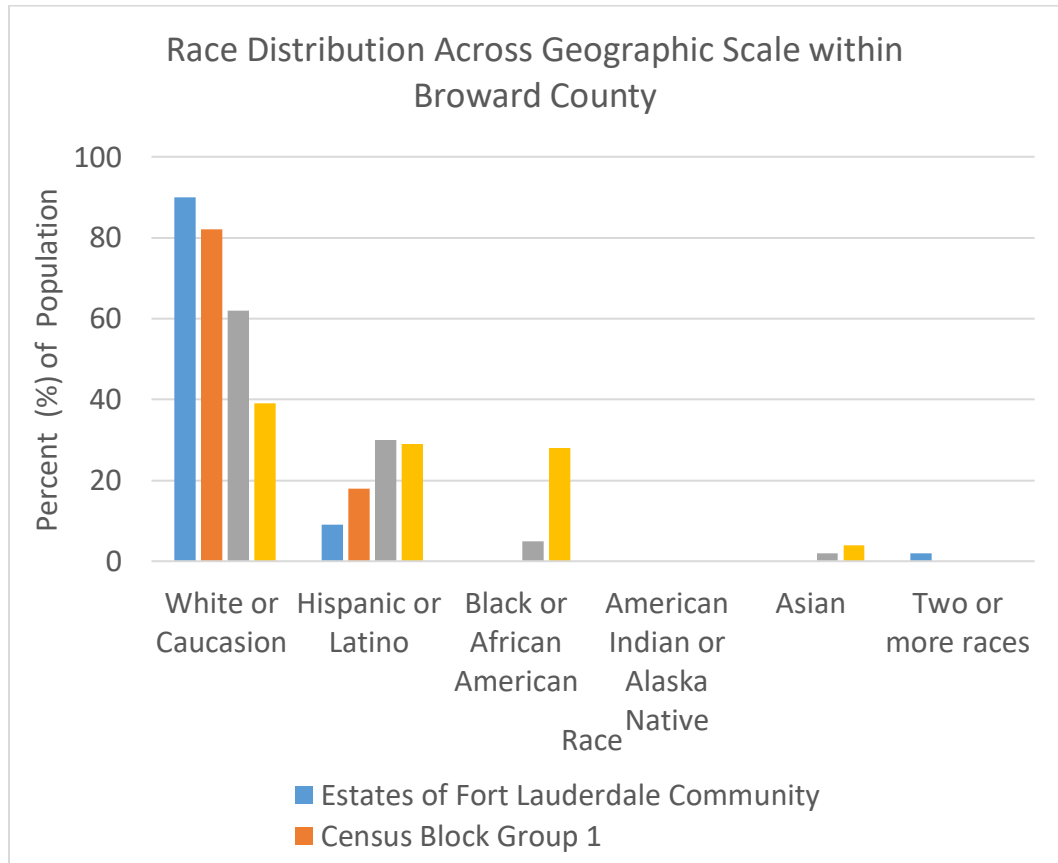 Race Distribution Across Geographic Scale within
Broward County
Percent (%) of Population
100
80
60
40
20
0
White or
Caucasion
Hispanic or
Latino
Black or
African
American
American
Indian or
Alaska
Native
Asian
Two or
more races
Race
Estates of Fort Lauderdale Community
Census Block Group 1